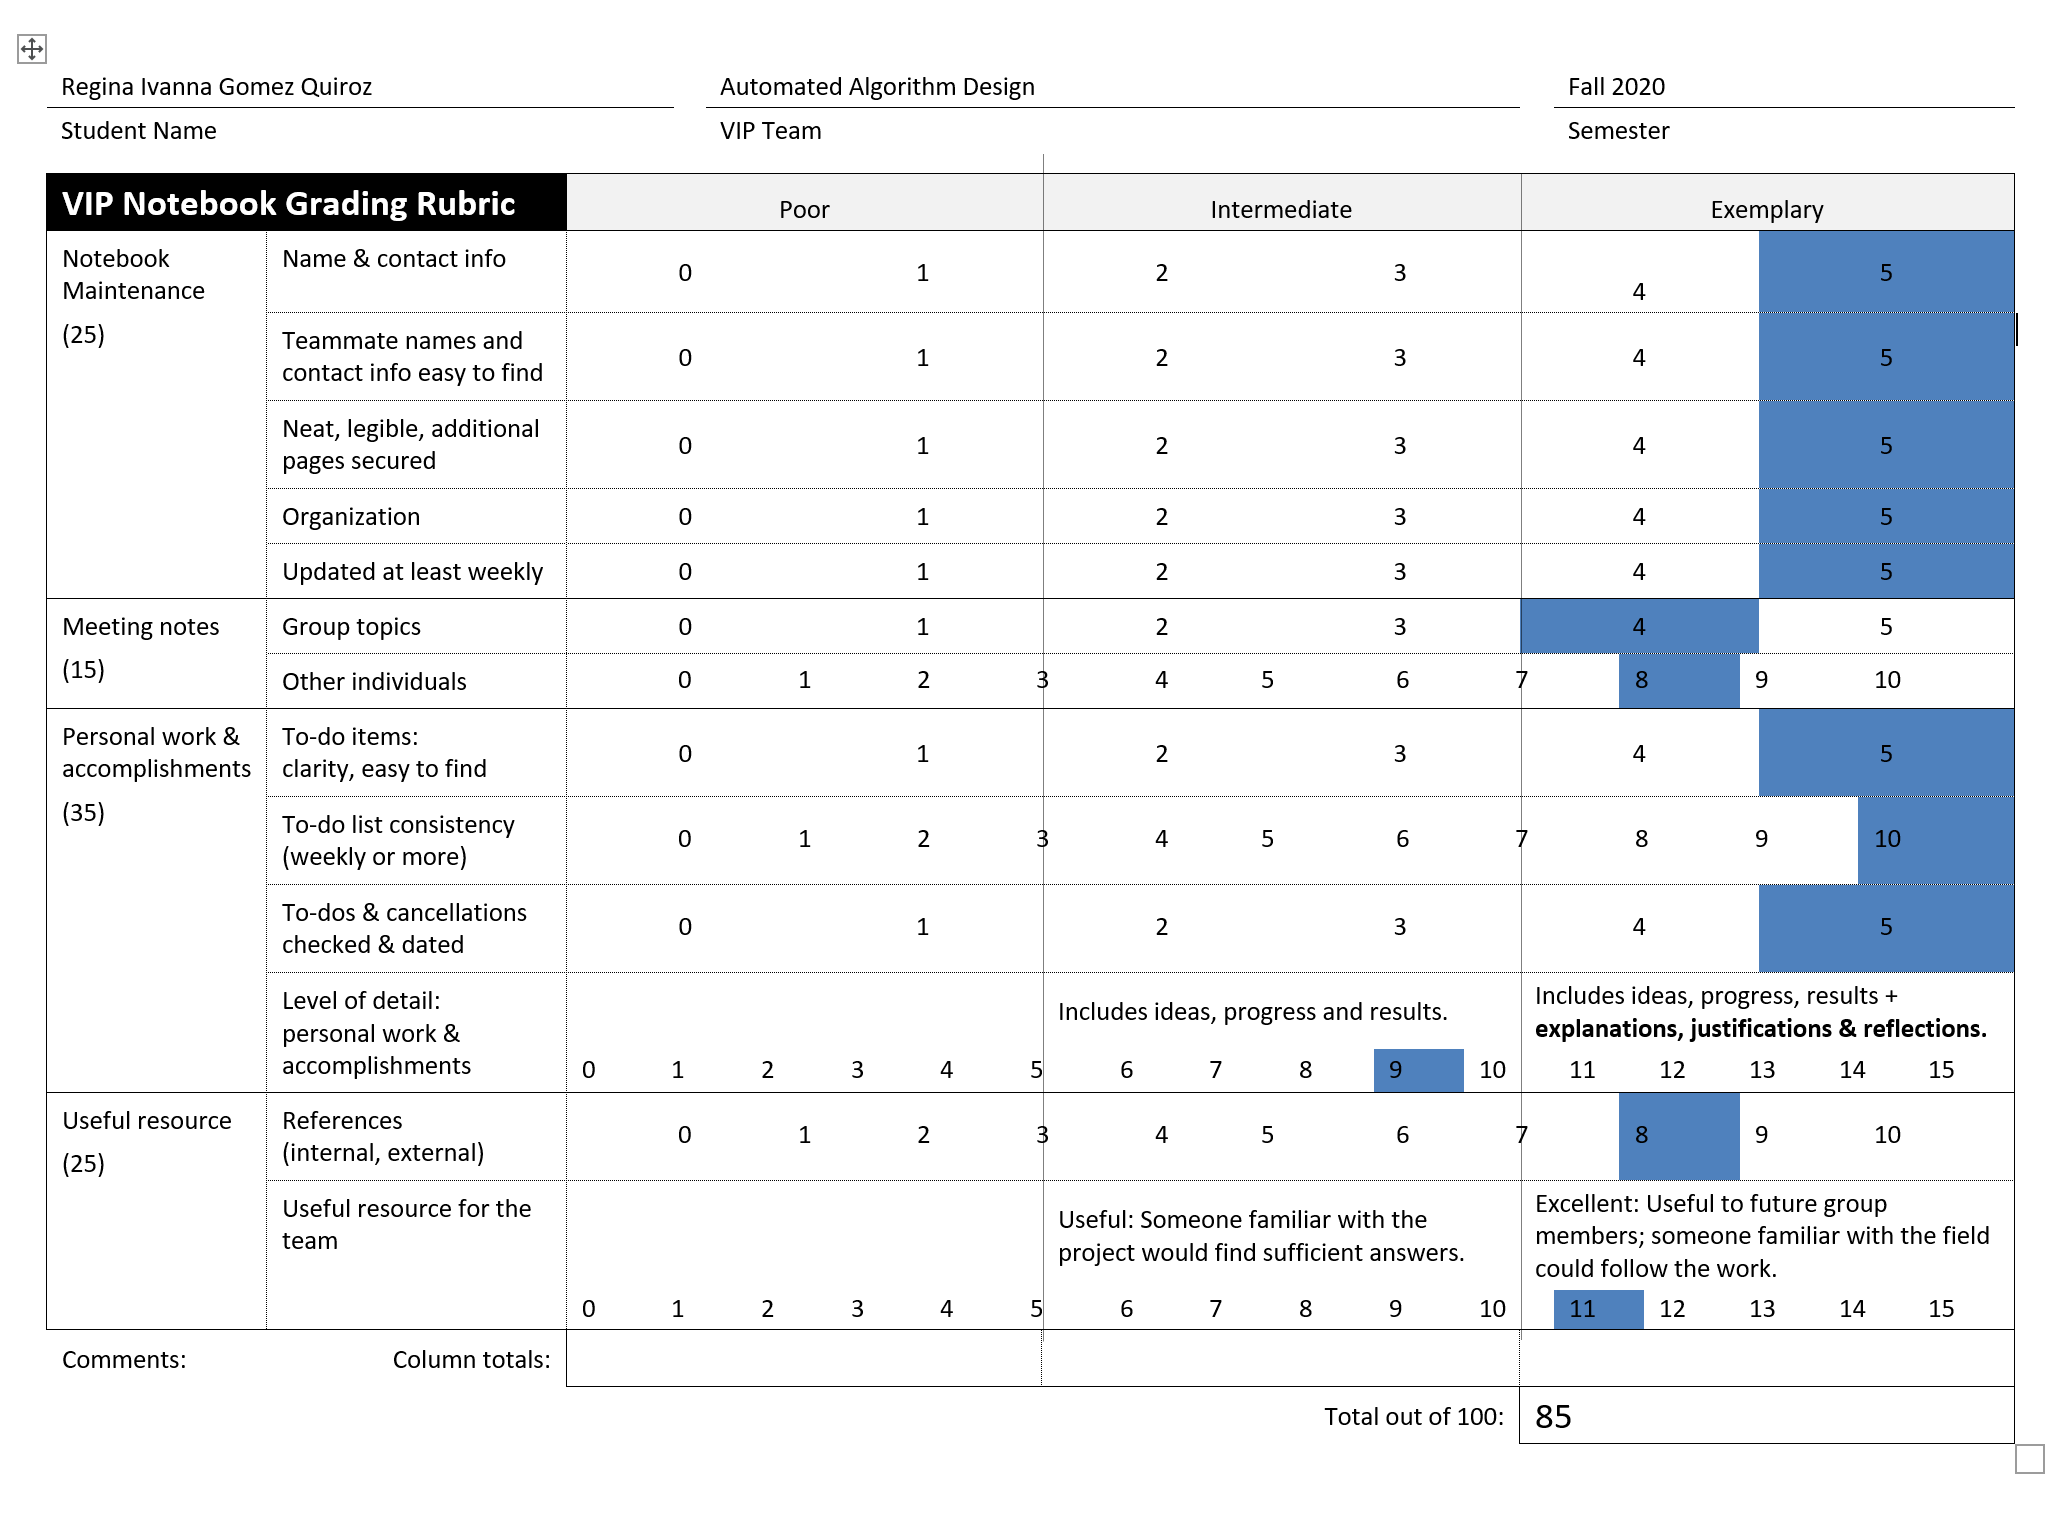 Regina Ivanna Gomez Quiroz Automated Algorithm Design Fall 2020
Student Name VIP Team Semester
VIP Notebook Grading Rubric Poor Intermediate Exemplary
Notebook
Maintenance
(25)
Name & contact info
0 1 2 3 4 5
Teammate names and
contact info easy to find
0 1 2 3 4 5
Neat, legible, additional
pages secured
0 1 2 3 4 5
Organization 0 1 2 3 4 5
Updated at least weekly 0 1 2 3 4 5
Meeting notes
(15)
Group topics 0 1 2 3 4 5
Other individuals 0 1 2 3 4 5 6 7 8 9 10
Personal work &
accomplishments
(35)
To-do items:
clarity, easy to find
0 1 2 3 4 5
To-do list consistency
(weekly or more)
0 1 2 3 4 5 6 7 8 9 10
To-dos & cancellations
checked & dated
0 1 2 3 4 5
Level of detail:
personal work &
accomplishments
Includes ideas, progress and results.
Includes ideas, progress, results +
explanations, justifications & reflections.
0 1 2 3 4 5 6 7 8 9 10 11 12 13 14 15
Useful resource
(25)
References
(internal, external)
0 1 2 3 4 5 6 7 8 9 10
Useful resource for the
team
Useful: Someone familiar with the
project would find sufficient answers.
Excellent: Useful to future group
members; someone familiar with the field
could follow the work.
0 1 2 3 4 5 6 7 8 9 10 11 12 13 14 15
Comments: Column totals:
Total out of 100: 85